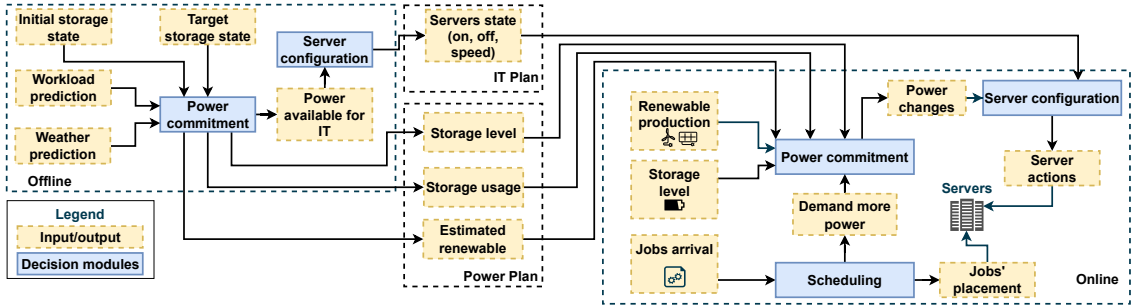 Initial storage
state
Target
storage state
Workload
prediction
Weather
prediction
Power
commitment
Server
configuration
Power
available for
IT
Offline
Legend
Input/output
Decision modules
Servers state
(on, off,
speed)
IT Plan
Storage level
Storage usage
Estimated
renewable
Power Plan
Renewable
production
Storage
level
Jobs arrival
Power commitment
Demand more
power
Scheduling
Power
changes
Server configuration
Server
actions
Servers
Jobs'
placement
Online